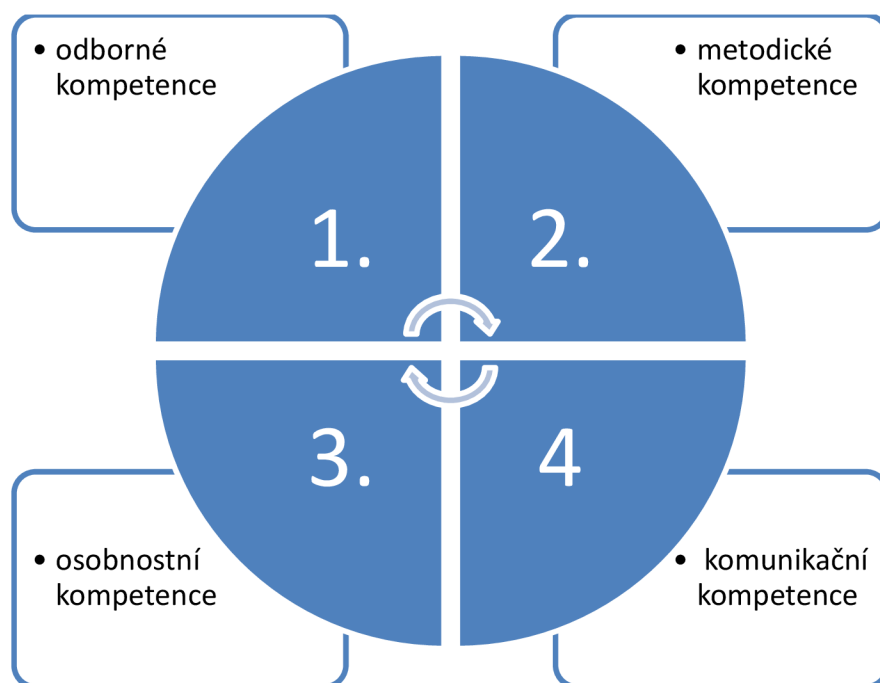 • odborné
kompetence
• metodické
kompetence
1.
2.
3.
4
• osobnostní
kompetence
• komunikační
kompetence